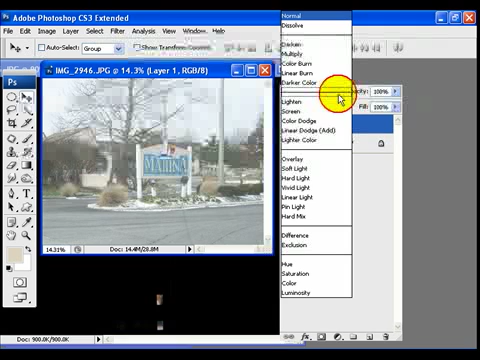 Adobe Photoshop CS3 Extended
File Edit Image Layer Select Filter Analysis View Window Help
Auto-Select: Group Show Transform Controls
IMG_2946.JPG @ 14.3% (Layer 1, RGB/8)
Ps
MATTINA
14.31% Doc: 14.4M/28.8M
Doc: 900.0K/900.0K
Normal
Dissolve
Darken
Multiply
Color Burn
Linear Burn
Darker Color
Lighten
Screen
Color Dodge
Linear Dodge (Add)
Lighter Color
Overlay
Soft Light
Hard Light
Vivid Light
Linear Light
Pin Light
Hard Mix
Difference
Exclusion
Hue
Saturation
Color
Luminosity
100%
Fill: 100%